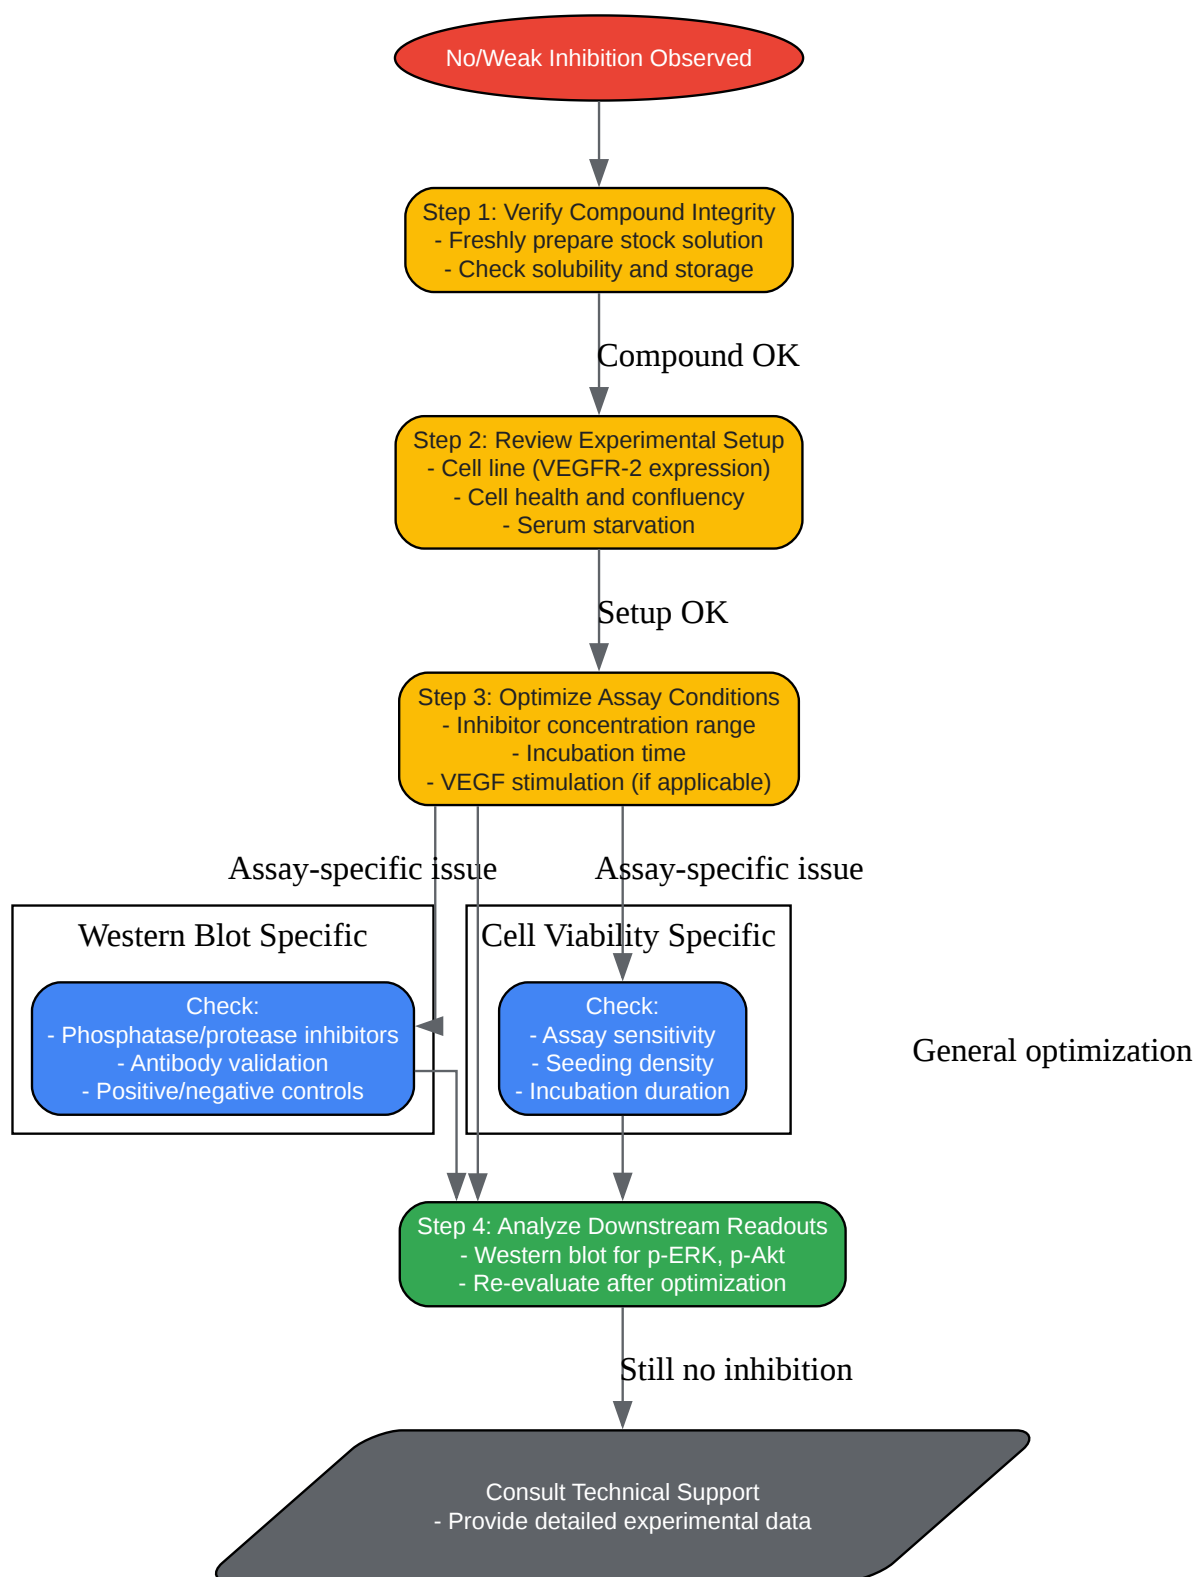 No/Weak Inhibition Observed
Step 1: Verify Compound Integrity
- Freshly prepare stock solution
- Check solubility and storage
Compound OK
Step 2: Review Experimental Setup
- Cell line (VEGFR-2 expression)
- Cell health and confluency
- Serum starvation
Setup OK
Step 3: Optimize Assay Conditions
- Inhibitor concentration range
- Incubation time
- VEGF stimulation (if applicable)
Assay-specific issue
Assay-specific issue
Western Blot Specific
Check:
- Phosphatase/protease inhibitors
- Antibody validation
- Positive/negative controls
Cell Viability Specific
Check:
- Assay sensitivity
- Seeding density
- Incubation duration
General optimization
Step 4: Analyze Downstream Readouts
- Western blot for p-ERK, p-Akt
- Re-evaluate after optimization
Still no inhibition
Consult Technical Support
- Provide detailed experimental data